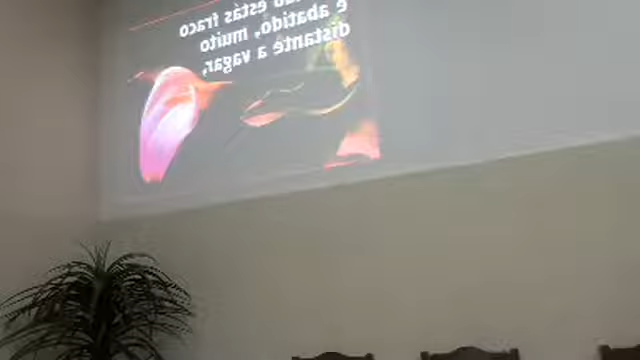 estás fraco
e abatido, muito
distante a vagar,